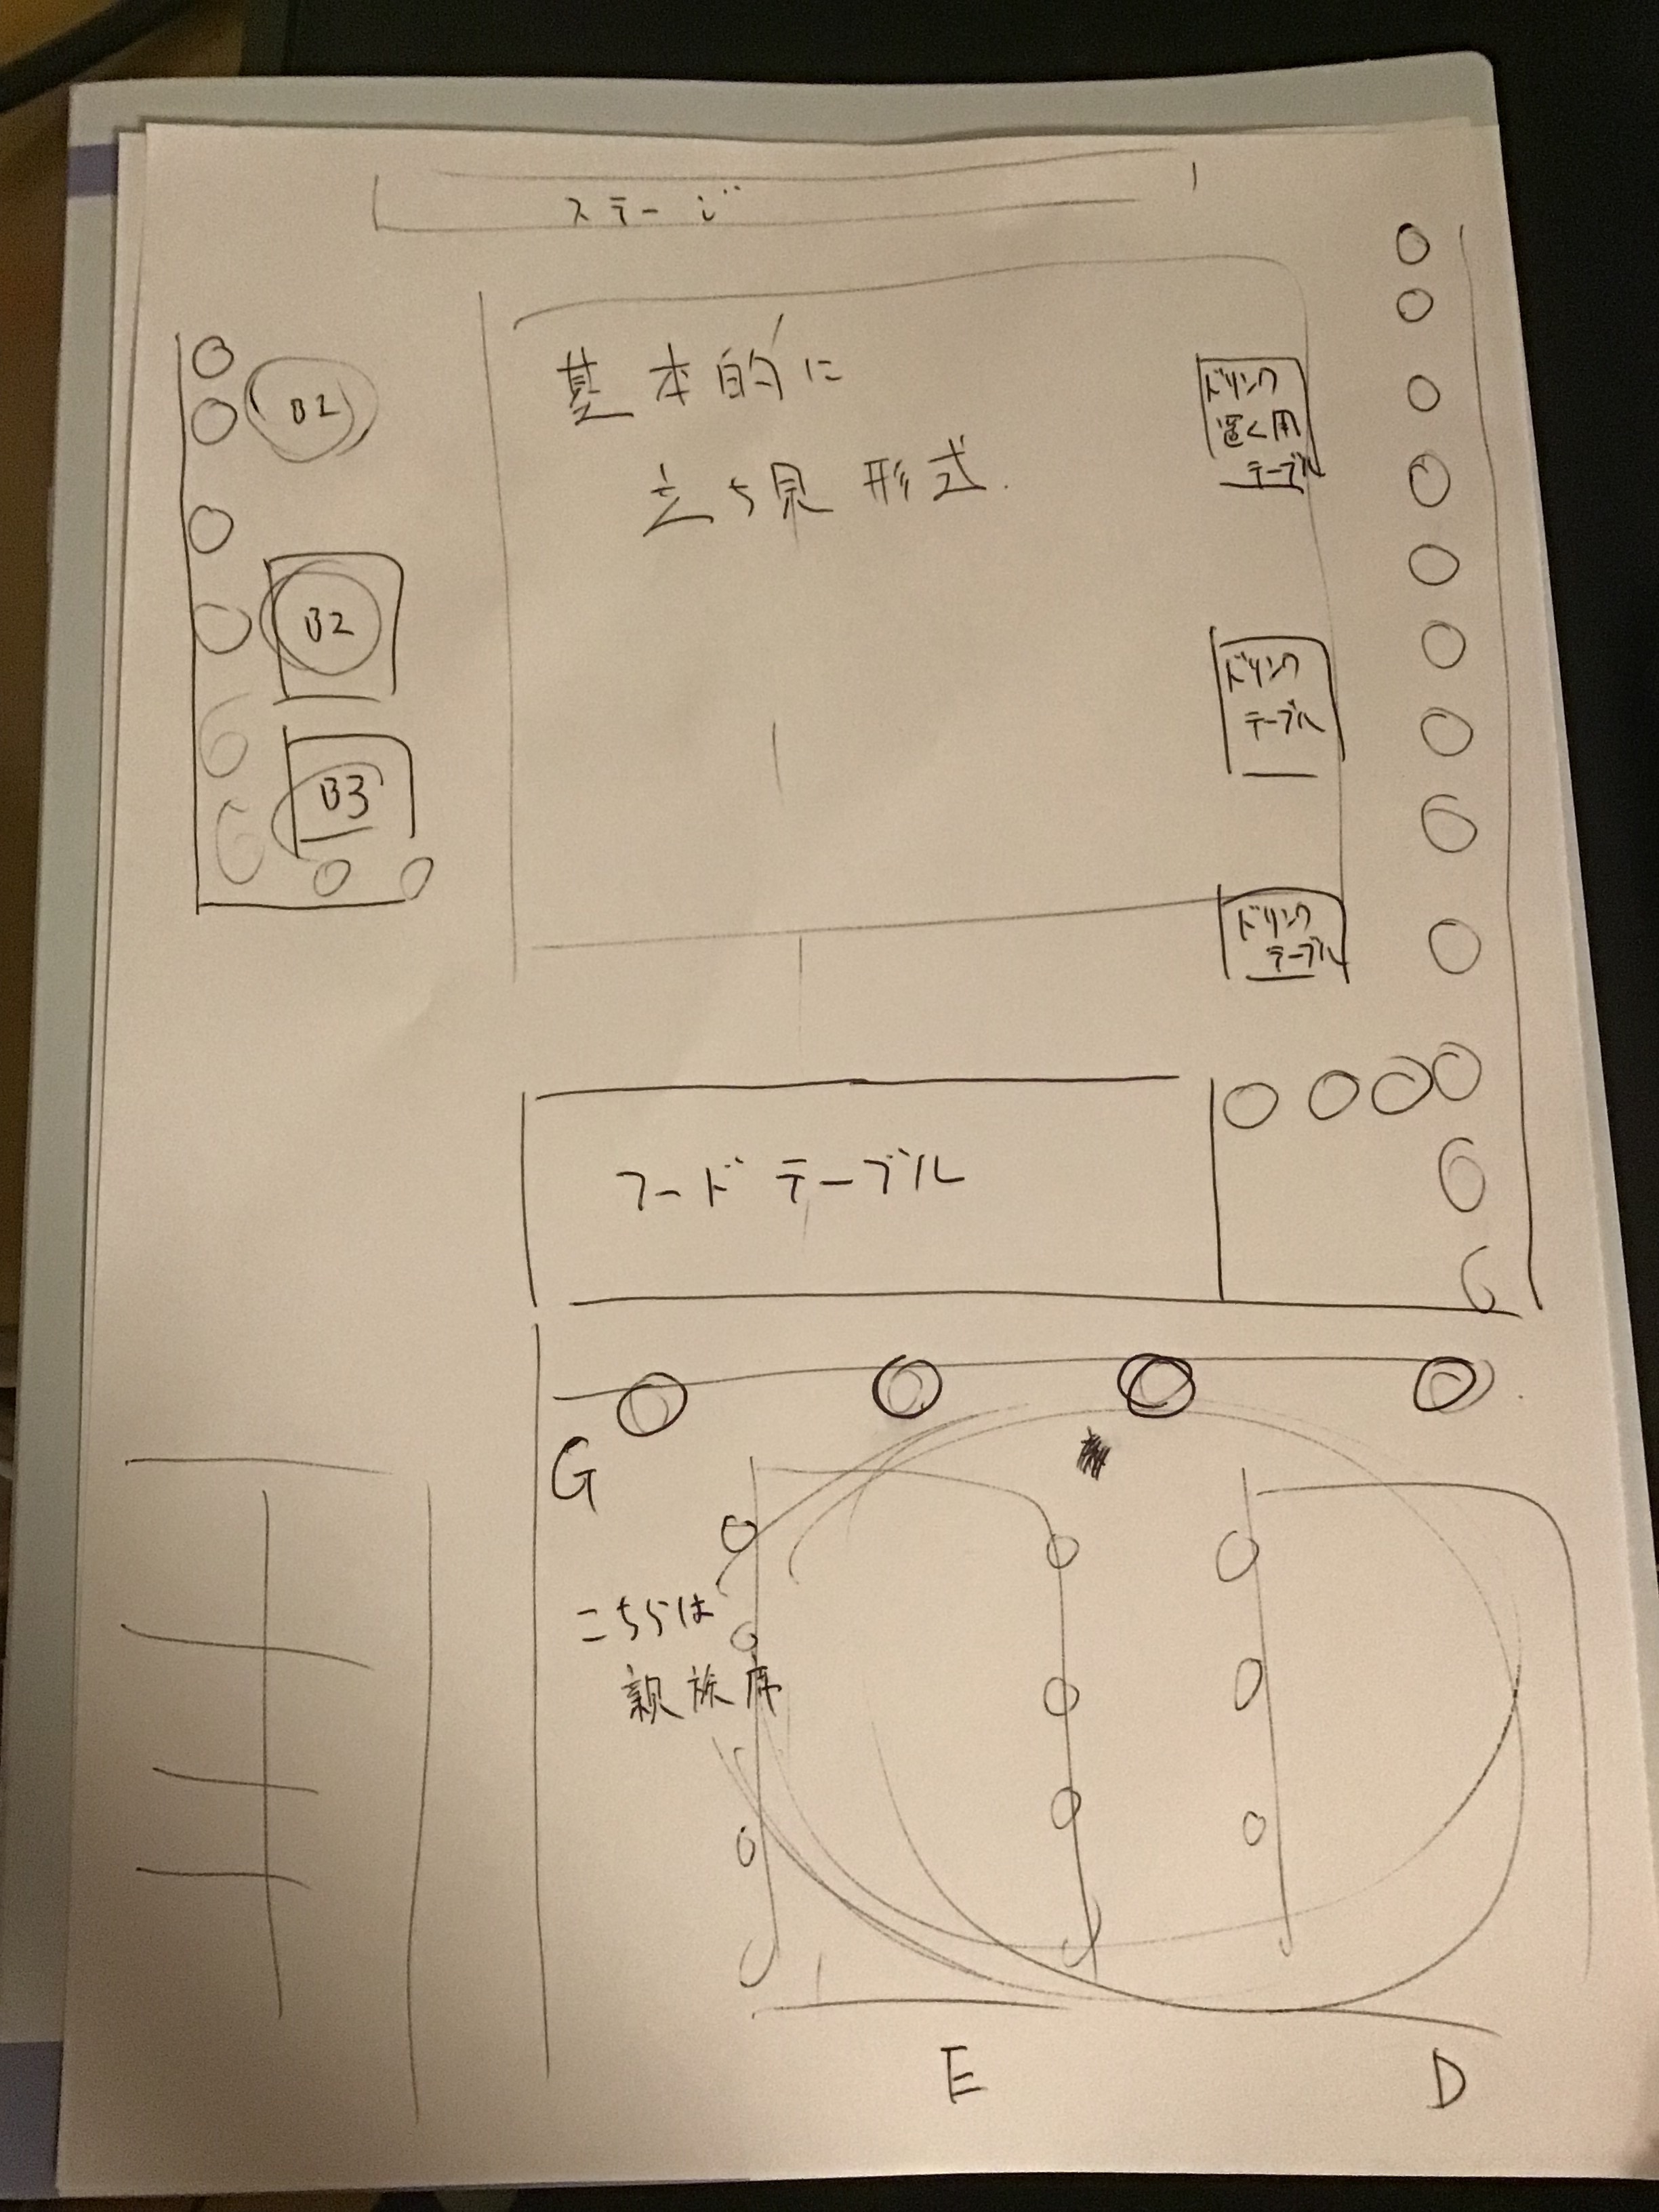 ステージ
基本的に
立ち見形式.
B2
B2
B3
ドリンク
置く用
テーブル
ドリンク
テーブル
ドリンク
テーブル
フードテーブル
G
こちらは
親族席
E
D